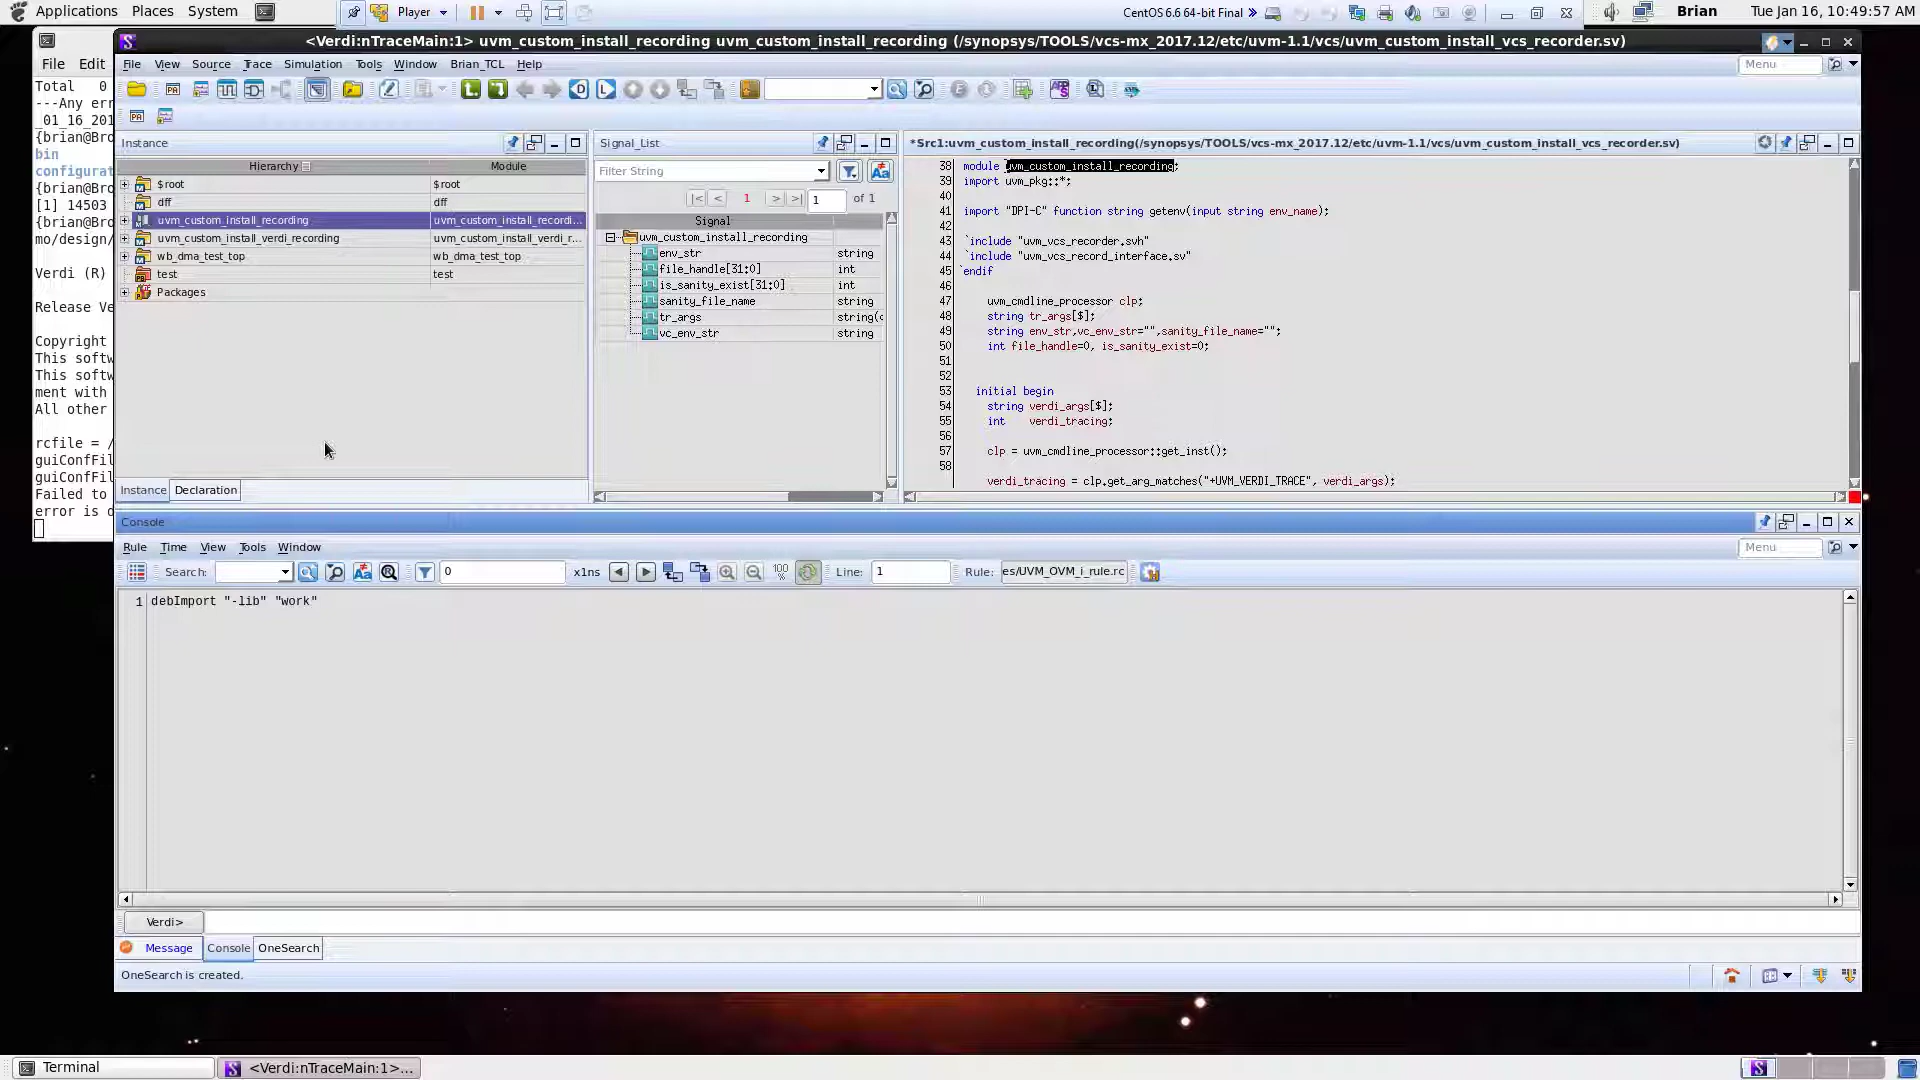 Applications Places System
Player
CentOS 6.6 64-bit Final
Brian
Tue Jan 16, 10:49:57 AM
<Verdi:nTraceMain:1> uvm_custom_install_recording uvm_custom_install_recording (/synopsys/TOOLS/vcs-mx_2017.12/etc/uvm-1.1/vcs/uvm_custom_install_vcs_recorder.sv)
File Edit
Total 0
---Any err
_01_16_201
{brian@Bro
bin
configurat
{brian@Bro
[1] 14503
{brian@Bro
mo/design/
Verdi (R)
Release Ve
Copyright
This softw
This softw
ment with
All other
rcfile = /
guiConfFil
guiConfFil
Failed to
error is o
File View Source Trace Simulation Tools Window Brian_TCL Help
Menu
Instance
Hierarchy Module
$root $root
dff dff
uvm_custom_install_recording uvm_custom_install_recordi...
uvm_custom_install_verdi_recording uvm_custom_install_verdi_r...
wb_dma_test_top wb_dma_test_top
test test
Packages
Instance Declaration
Signal_List
Filter String
1 1 of 1
Signal
uvm_custom_install_recording
env_str string
file_handle[31:0] int
is_sanity_exist[31:0] int
sanity_file_name string
tr_args string(
vc_env_str string
*Src1:uvm_custom_install_recording(/synopsys/TOOLS/vcs-mx_2017.12/etc/uvm-1.1/vcs/uvm_custom_install_vcs_recorder.sv)
38 module uvm_custom_install_recording;
39 import uvm_pkg::*;
40
41 import "DPI-C" function string getenv(input string env_name);
42
43 `include "uvm_vcs_recorder.svh"
44 `include "uvm_vcs_record_interface.sv"
45 `endif
46
47 uvm_cmdline_processor clp;
48 string tr_args[$];
49 string env_str,vc_env_str="",sanity_file_name="";
50 int file_handle=0, is_sanity_exist=0;
51
52
53 initial begin
54 string verdi_args[$];
55 int verdi_tracing;
56
57 clp = uvm_cmdline_processor::get_inst();
58
verdi_tracing = clp.get_arg_matches("+UVM_VERDI_TRACE", verdi_args);
Console
Rule Time View Tools Window
Menu
Search: 0 x1ns 100 % Line: 1 Rule: es/UVM_OVM_i_rule.rc
1 debImport "-lib" "work"
Verdi>
Message Console OneSearch
OneSearch is created.
Terminal
<Verdi:nTraceMain:1>...